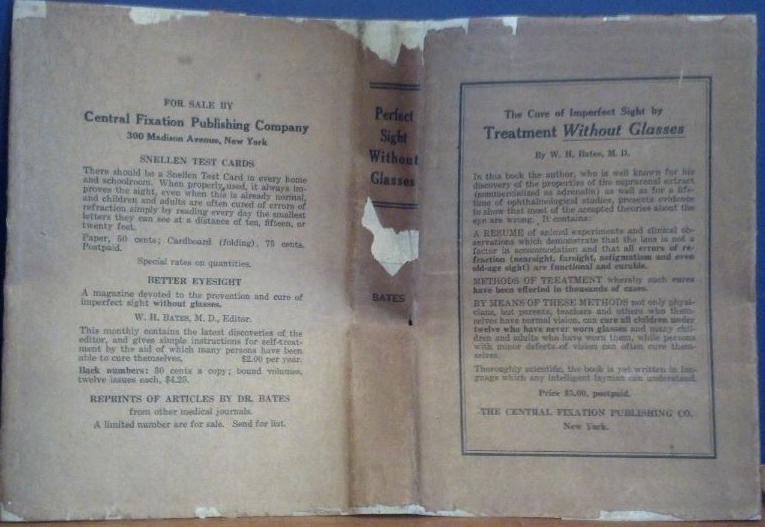 FOR SALE BY
Central Fixation Publishing Company
300 Madison Avenue, New York
SNELLEN TEST CARDS
There should be a Snellen Test Card in every home
and schoolroom. When properly used, it always im-
proves the sight, even when this is already normal,
and children and adults are often cured of errors of
refraction simply by reading every day the smallest
letters they can see at a distance of ten, fifteen, or
twenty feet.
Paper, 50 cents; Cardboard (folding), 75 cents.
Postpaid.
Special rates on quantities.
BETTER EYESIGHT
A magazine devoted to the prevention and cure of
imperfect sight without glasses.
W. H. BATES, M. D., Editor.
This monthly contains the latest discoveries of the
editor, and gives simple instructions for self-treat-
ment by the aid of which many persons have been
able to cure themselves. $2.00 per year.
Back numbers: 30 cents a copy; bound volumes,
twelve issues each, $4.25.
REPRINTS OF ARTICLES BY DR. BATES
from other medical journals.
A limited number are for sale. Send for list.
Perfect
Sight
Without
Glasses
BATES
The Cure of Imperfect Sight by
Treatment Without Glasses
By W. H. Bates, M. D.
In this book the author, who is well known for his
discovery of the properties of the suprarenal extract
(commercialized as adrenalin) as well as for a life-
time of ophthalmological studies, presents evidence
to show that most of the accepted theories about the
eye are wrong. It contains:
A RESUME of animal experiments and clinical ob-
servations which demonstrate that the lens is not a
factor in accommodation and that all errors of re-
fraction (nearsight, farsight, astigmatism and even
old-age sight) are functional and curable.
METHODS OF TREATMENT whereby such cures
have been effected in thousands of cases.
BY MEANS OF THESE METHODS not only physi-
cians, but parents, teachers and others who them-
selves have normal vision, can cure all children under
twelve who have never worn glasses and many chil-
dren and adults who have worn them, while persons
with minor defects of vision can often cure them-
selves.
Thoroughly scientific, the book is yet written in lan-
guage which any intelligent layman can understand.
Price $5.00, postpaid.
THE CENTRAL FIXATION PUBLISHING CO.
New York.